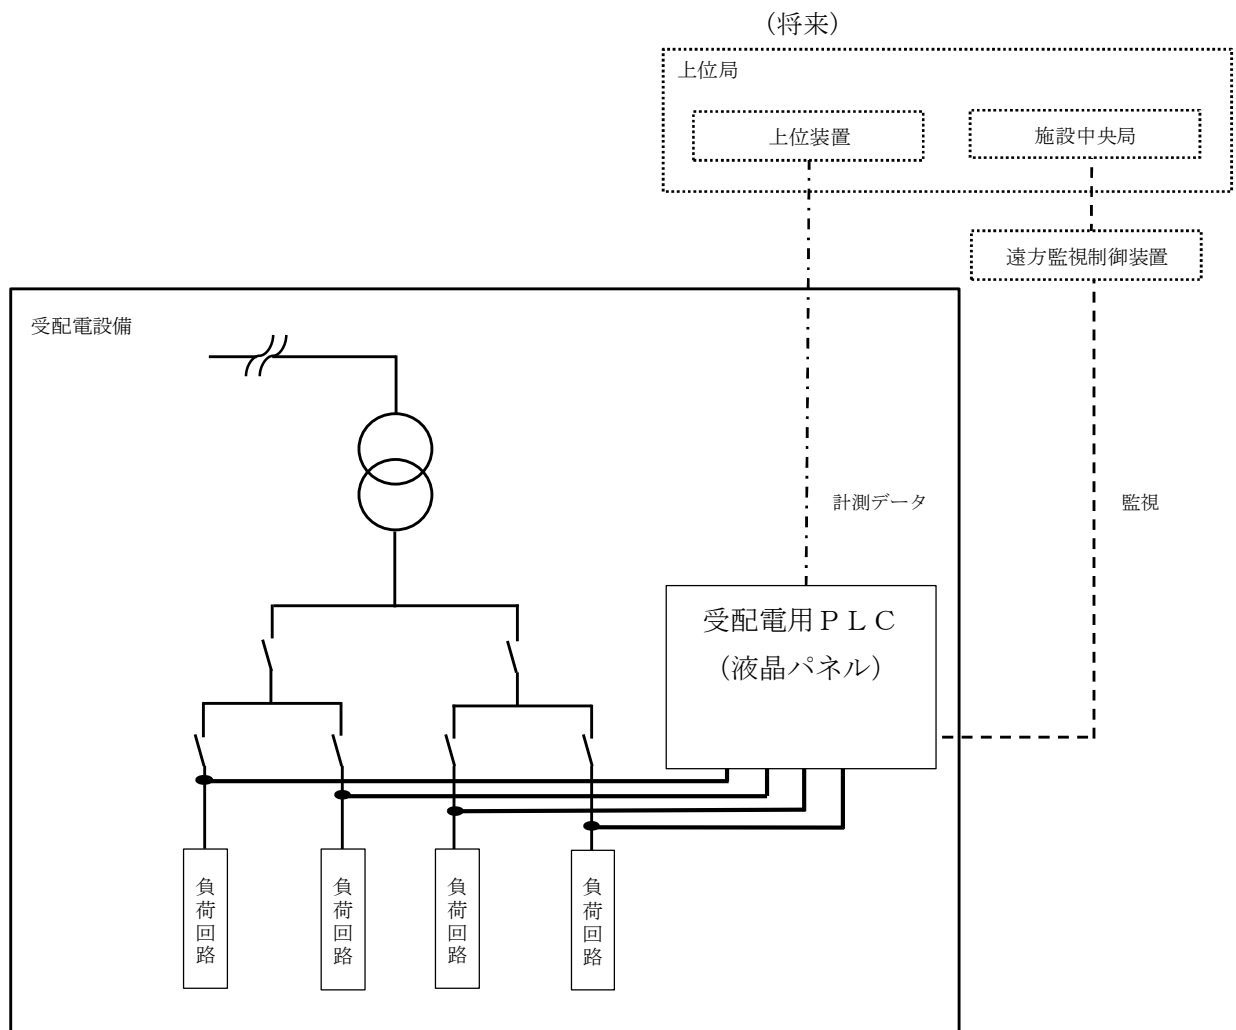 （将来）
上位局
上位装置
施設中央局
遠方監視制御装置
受配電設備
計測データ
監視
受配電用ＰＬＣ
（液晶パネル）
負荷回路
負荷回路
負荷回路
負荷回路